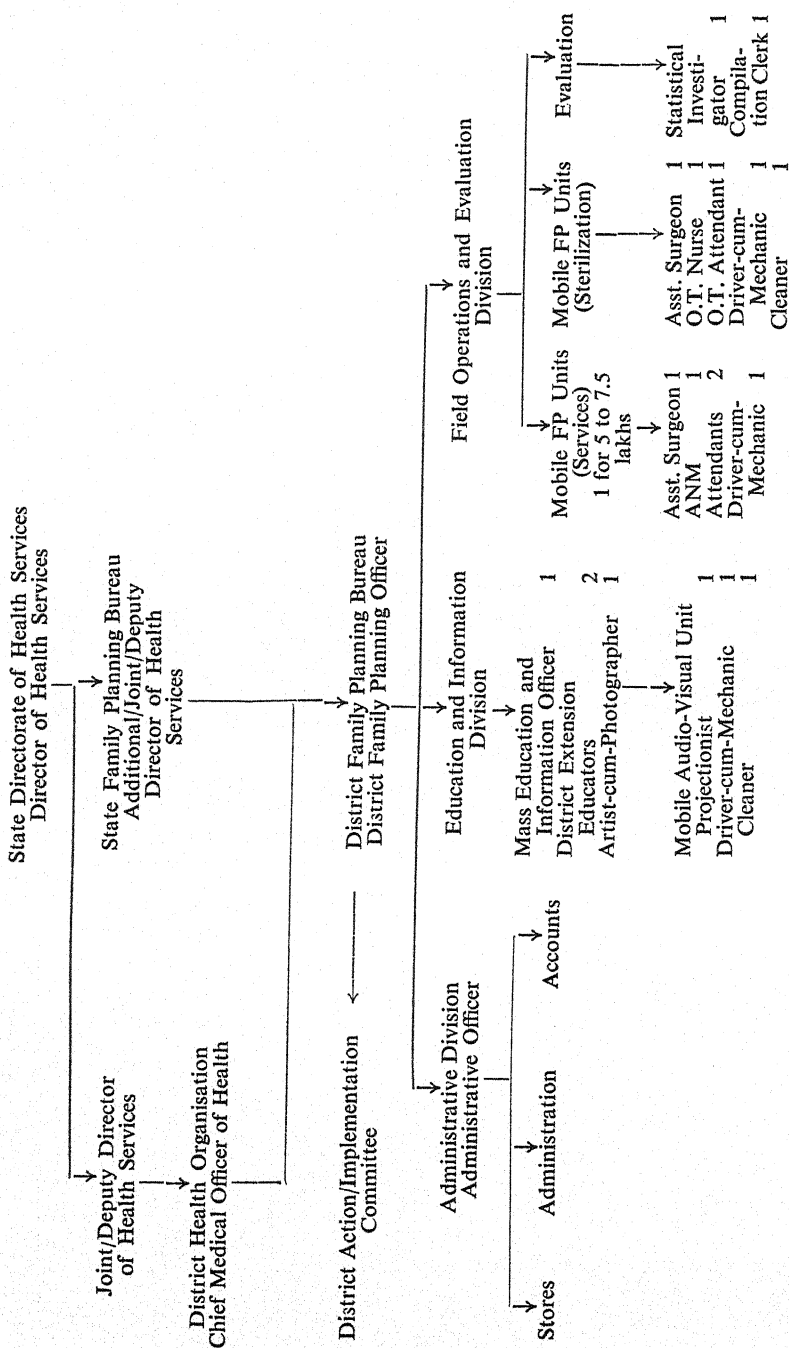 State Directorate of Health Services
Director of Health Services
Joint/Deputy Director
of Health Services
State Family Planning Bureau
Additional/Joint/Deputy
Director of Health
Services
District Health Organisation
Chief Medical Officer of Health
District Action/Implementation
Committee
District Family Planning Bureau
District Family Planning Officer
Administrative Division
Administrative Officer
Education and Information
Division
Field Operations and Evaluation
Division
Stores
Administration
Accounts
Mass Education and
Information Officer 1
District Extension
Educators 2
Artist-cum-Photographer 1
Mobile Audio-Visual Unit
Projectionist 1
Driver-cum-Mechanic 1
Cleaner 1
Mobile FP Units
(Services)
1 for 5 to 7.5
lakhs
Asst. Surgeon 1
ANM 1
Attendants 2
Driver-cum-
Mechanic 1
Mobile FP Units
(Sterilization)
Asst. Surgeon 1
O.T. Nurse 1
O.T. Attendant 1
Driver-cum-
Mechanic 1
Cleaner 1
Evaluation
Statistical
Investi-
gator 1
Compila-
tion Clerk 1